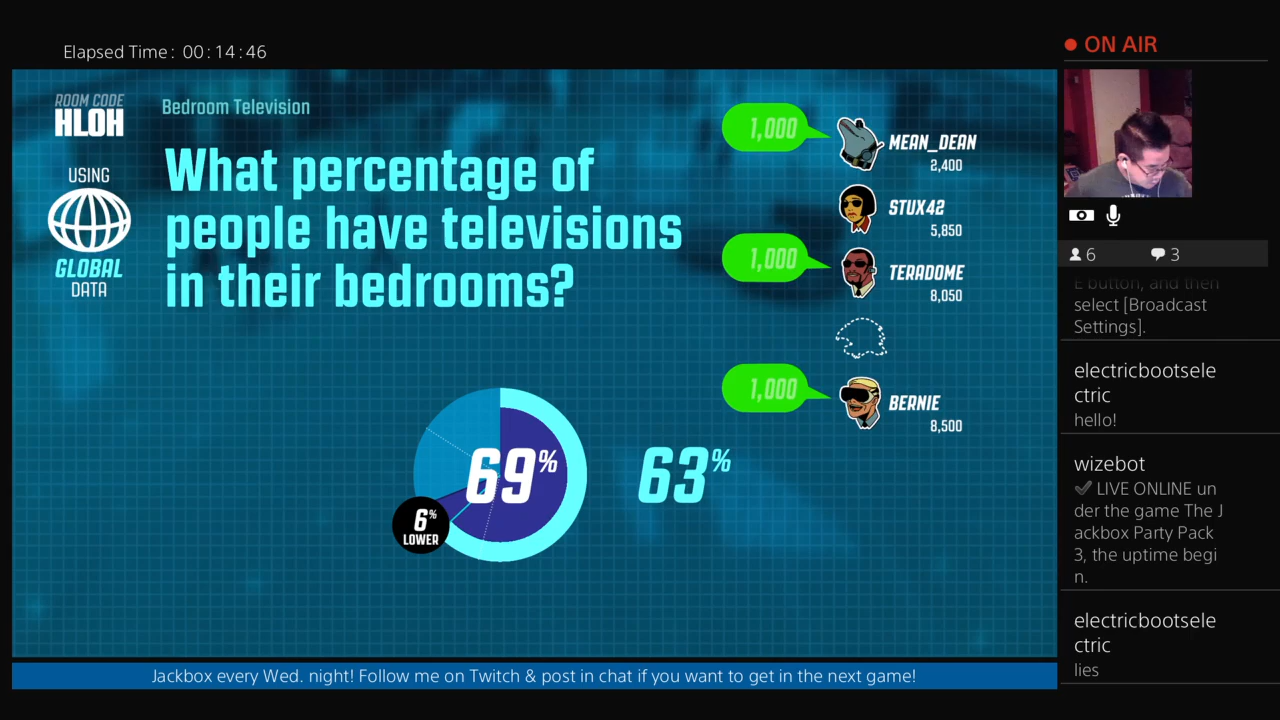 Elapsed Time: 00:14:46
ROOM CODE
HLOH
USING
GLOBAL
DATA
Bedroom Television
What percentage of
people have televisions
in their bedrooms?
1,000
MEAN_DEAN
2,400
STUX42
5,850
1,000
TERADOME
8,050
1,000
BERNIE
8,500
69%
63%
6%
LOWER
Jackbox every Wed. night! Follow me on Twitch & post in chat if you want to get in the next game!
ON AIR
6
3
E button, and then
select [Broadcast
Settings].
electricbootsele
ctric
hello!
wizebot
✓ LIVE ONLINE un
der the game The J
ackbox Party Pack
3, the uptime begi
n.
electricbootsele
ctric
lies